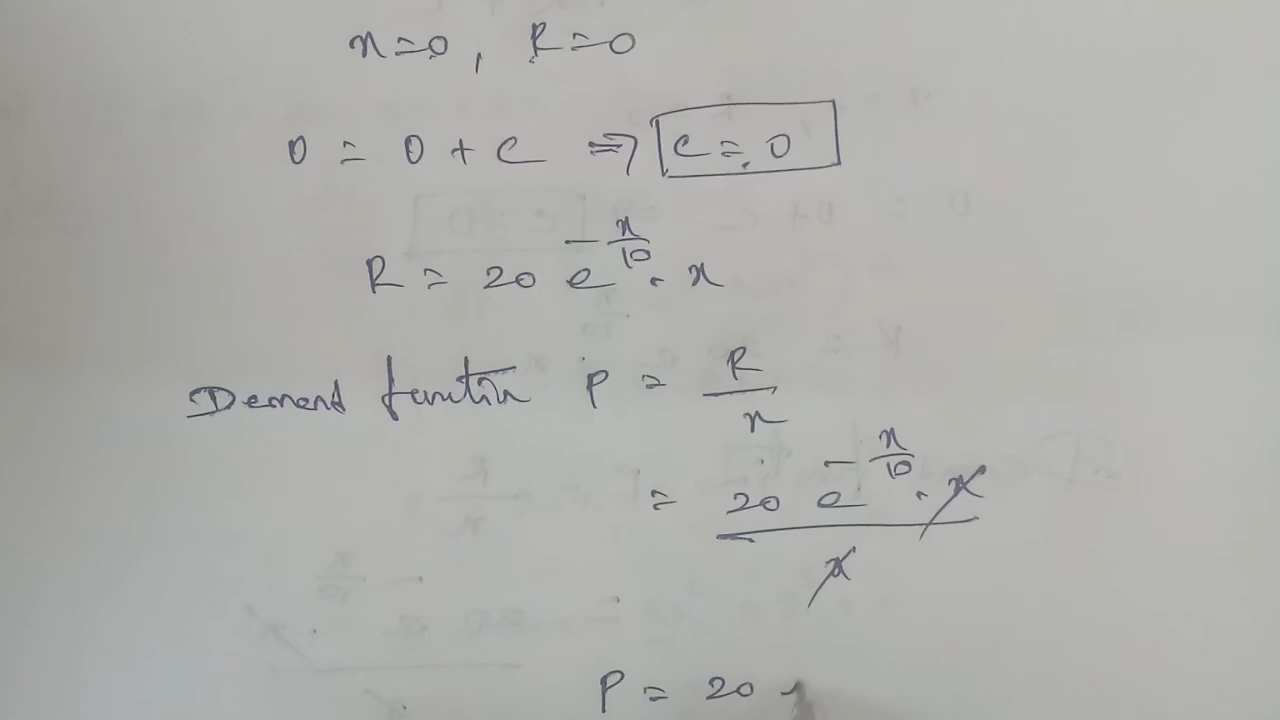 x=0, R=0
0 = 0 + C ⇒ C = 0
R = 20 e^{-x/10} . x
Demand function P = R/x
= 20 e^{-x/10} . x / x
P = 20